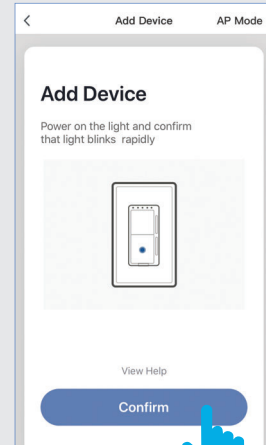 < Add Device AP Mode
Add Device
Power on the light and confirm
that light blinks rapidly
View Help
Confirm